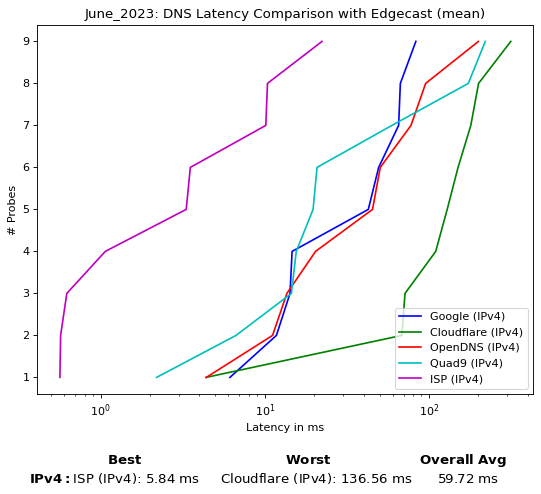 June_2023: DNS Latency Comparison with Edgecast (mean)
# Probes
9
8
7
6
5
4
3
2
1
Google (IPv4)
Cloudflare (IPv4)
OpenDNS (IPv4)
Quad9 (IPv4)
ISP (IPv4)
10⁰ 10¹ 10²
Latency in ms
Best Worst Overall Avg
IPv4: ISP (IPv4): 5.84 ms Cloudflare (IPv4): 136.56 ms 59.72 ms